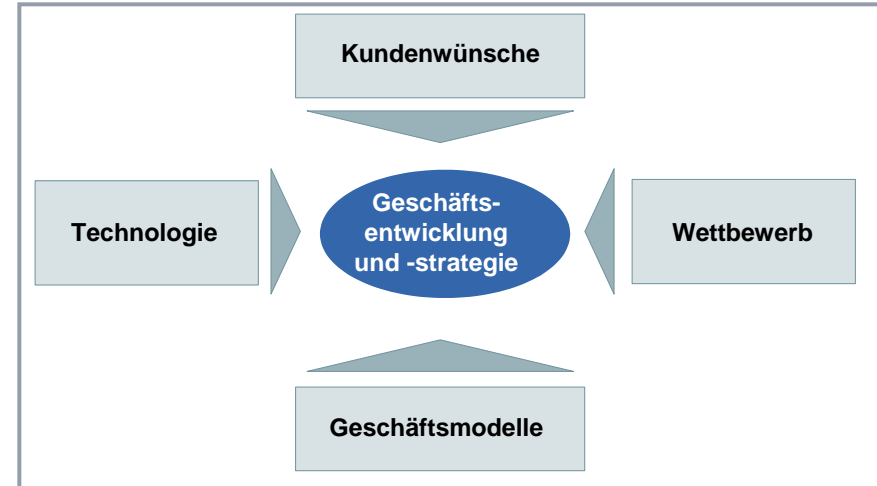 Kundenwünsche
Technologie
Geschäfts-
entwicklung
und -strategie
Wettbewerb
Geschäftsmodelle